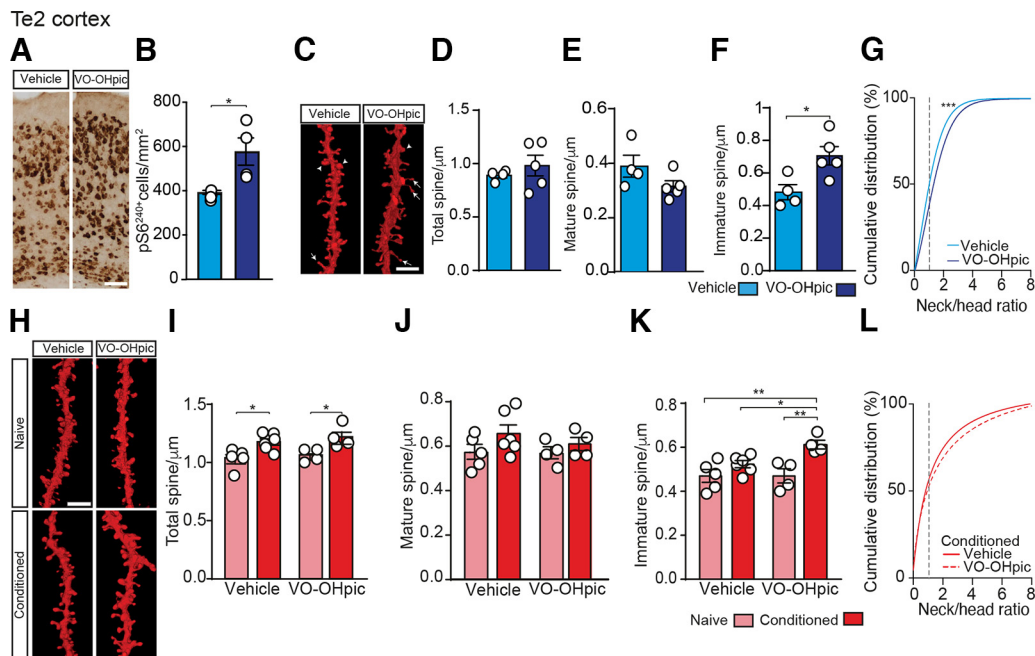 Te2 cortex
A
Vehicle
VO-OHpic
B
pS6240+cells/mm2
800
600
400
200
0
*
C
Vehicle
VO-OHpic
D
Total spine/μm
1.5
1.0
0.5
0.0
E
Mature spine/μm
0.6
0.4
0.2
0.0
F
Immature spine/μm
1.0
0.8
0.6
0.4
0.2
0
*
Vehicle
VO-OHpic
G
Cumulative distribution (%)
100
50
0
***
Vehicle
VO-OHpic
0 2 4 6 8
Neck/head ratio
H
Vehicle
VO-OHpic
Naive
Conditioned
I
Total spine/μm
1.5
1.0
0.5
0.0
* *
Vehicle VO-OHpic
J
Mature spine/μm
0.8
0.6
0.4
0.2
0.0
Vehicle VO-OHpic
K
Immature spine/μm
0.8
0.6
0.4
0.2
0.0
**
*
**
Vehicle VO-OHpic
Naive
Conditioned
L
Cumulative distribution (%)
100
50
0
Conditioned
Vehicle
VO-OHpic
0 2 4 6 8
Neck/head ratio